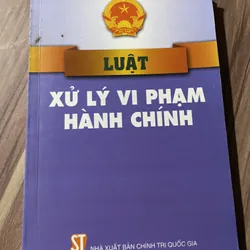 LUẬT
XỬ LÝ VI PHẠM
HÀNH CHÍNH
ST
NHÀ XUẤT BẢN CHÍNH TRỊ QUỐC GIA